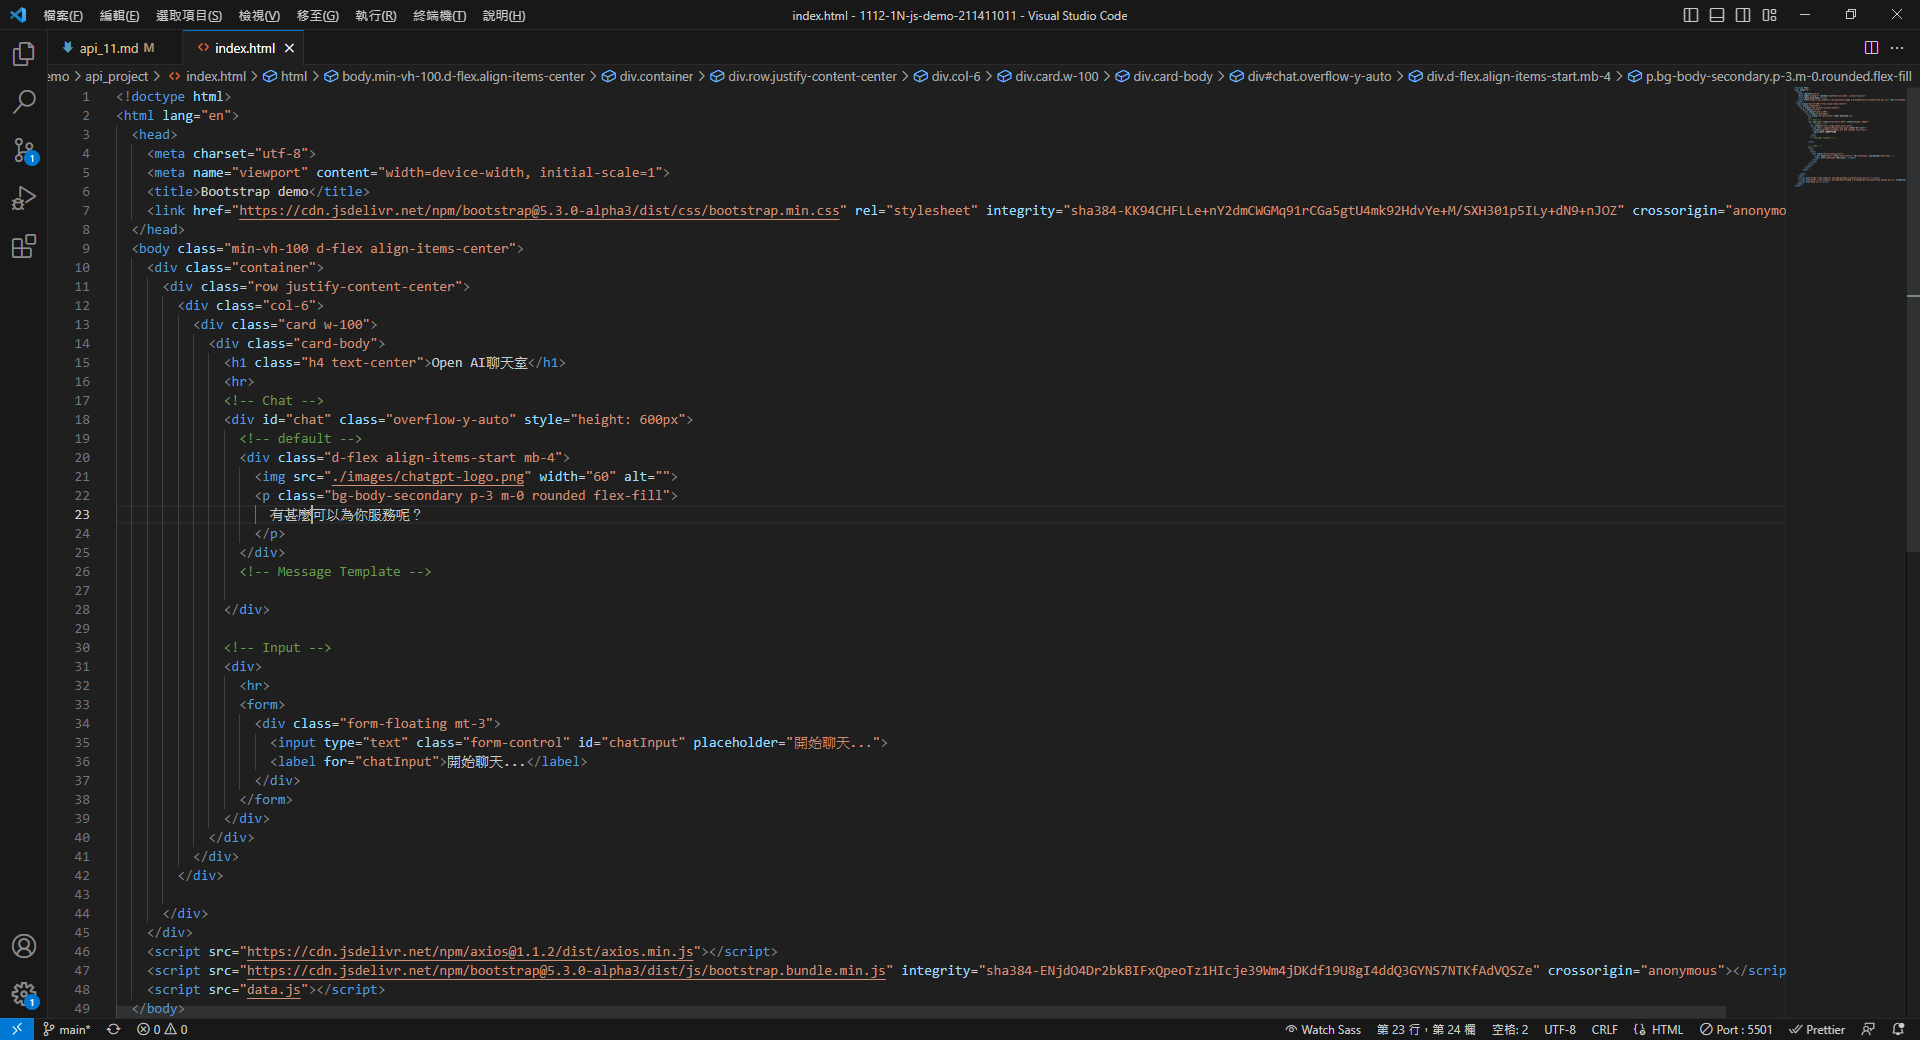 檔案(F) 編輯(E) 選取項目(S) 檢視(V) 移至(G) 執行(R) 終端機(T) 說明(H) index.html - 1112-1N-js-demo-211411011 - Visual Studio Code
api_11.md M <> index.html
emo > api_project > <> index.html > html > body.min-vh-100.d-flex.align-items-center > div.container > div.row.justify-content-center > div.col-6 > div.card.w-100 > div.card-body > div#chat.overflow-y-auto > div.d-flex.align-items-start.mb-4 > p.bg-body-secondary.p-3.m-0.rounded.flex-fill
1 <!doctype html>
2 <html lang="en">
3 <head>
4 <meta charset="utf-8">
5 <meta name="viewport" content="width=device-width, initial-scale=1">
6 <title>Bootstrap demo</title>
7 <link href="https://cdn.jsdelivr.net/npm/bootstrap@5.3.0-alpha3/dist/css/bootstrap.min.css" rel="stylesheet" integrity="sha384-KK94CHFLLe+nY2dmCWGMq91rCGa5gtU4mk92HdvYe+M/SXH301p5ILy+dN9+nJOZ" crossorigin="anonymo
8 </head>
9 <body class="min-vh-100 d-flex align-items-center">
10 <div class="container">
11 <div class="row justify-content-center">
12 <div class="col-6">
13 <div class="card w-100">
14 <div class="card-body">
15 <h1 class="h4 text-center">Open AI聊天室</h1>
16 <hr>
17 <!-- Chat -->
18 <div id="chat" class="overflow-y-auto" style="height: 600px">
19 <!-- default -->
20 <div class="d-flex align-items-start mb-4">
21 <img src="./images/chatgpt-logo.png" width="60" alt="">
22 <p class="bg-body-secondary p-3 m-0 rounded flex-fill">
23 有甚麼可以為你服務呢？
24 </p>
25 </div>
26 <!-- Message Template -->
27
28 </div>
29
30 <!-- Input -->
31 <div>
32 <hr>
33 <form>
34 <div class="form-floating mt-3">
35 <input type="text" class="form-control" id="chatInput" placeholder="開始聊天...">
36 <label for="chatInput">開始聊天...</label>
37 </div>
38 </form>
39 </div>
40 </div>
41 </div>
42 </div>
43
44 </div>
45 </div>
46 <script src="https://cdn.jsdelivr.net/npm/axios@1.1.2/dist/axios.min.js"></script>
47 <script src="https://cdn.jsdelivr.net/npm/bootstrap@5.3.0-alpha3/dist/js/bootstrap.bundle.min.js" integrity="sha384-ENjdO4Dr2bkBIFxQpeoTz1HIcje39Wm4jDKdf19U8gI4ddQ3GYNS7NTKfAdVQSZe" crossorigin="anonymous"></scrip
48 <script src="data.js"></script>
49 </body>
1
1
main* 0 0 Watch Sass 第 23 行，第 24 欄 空格: 2 UTF-8 CRLF HTML Port : 5501 Prettier